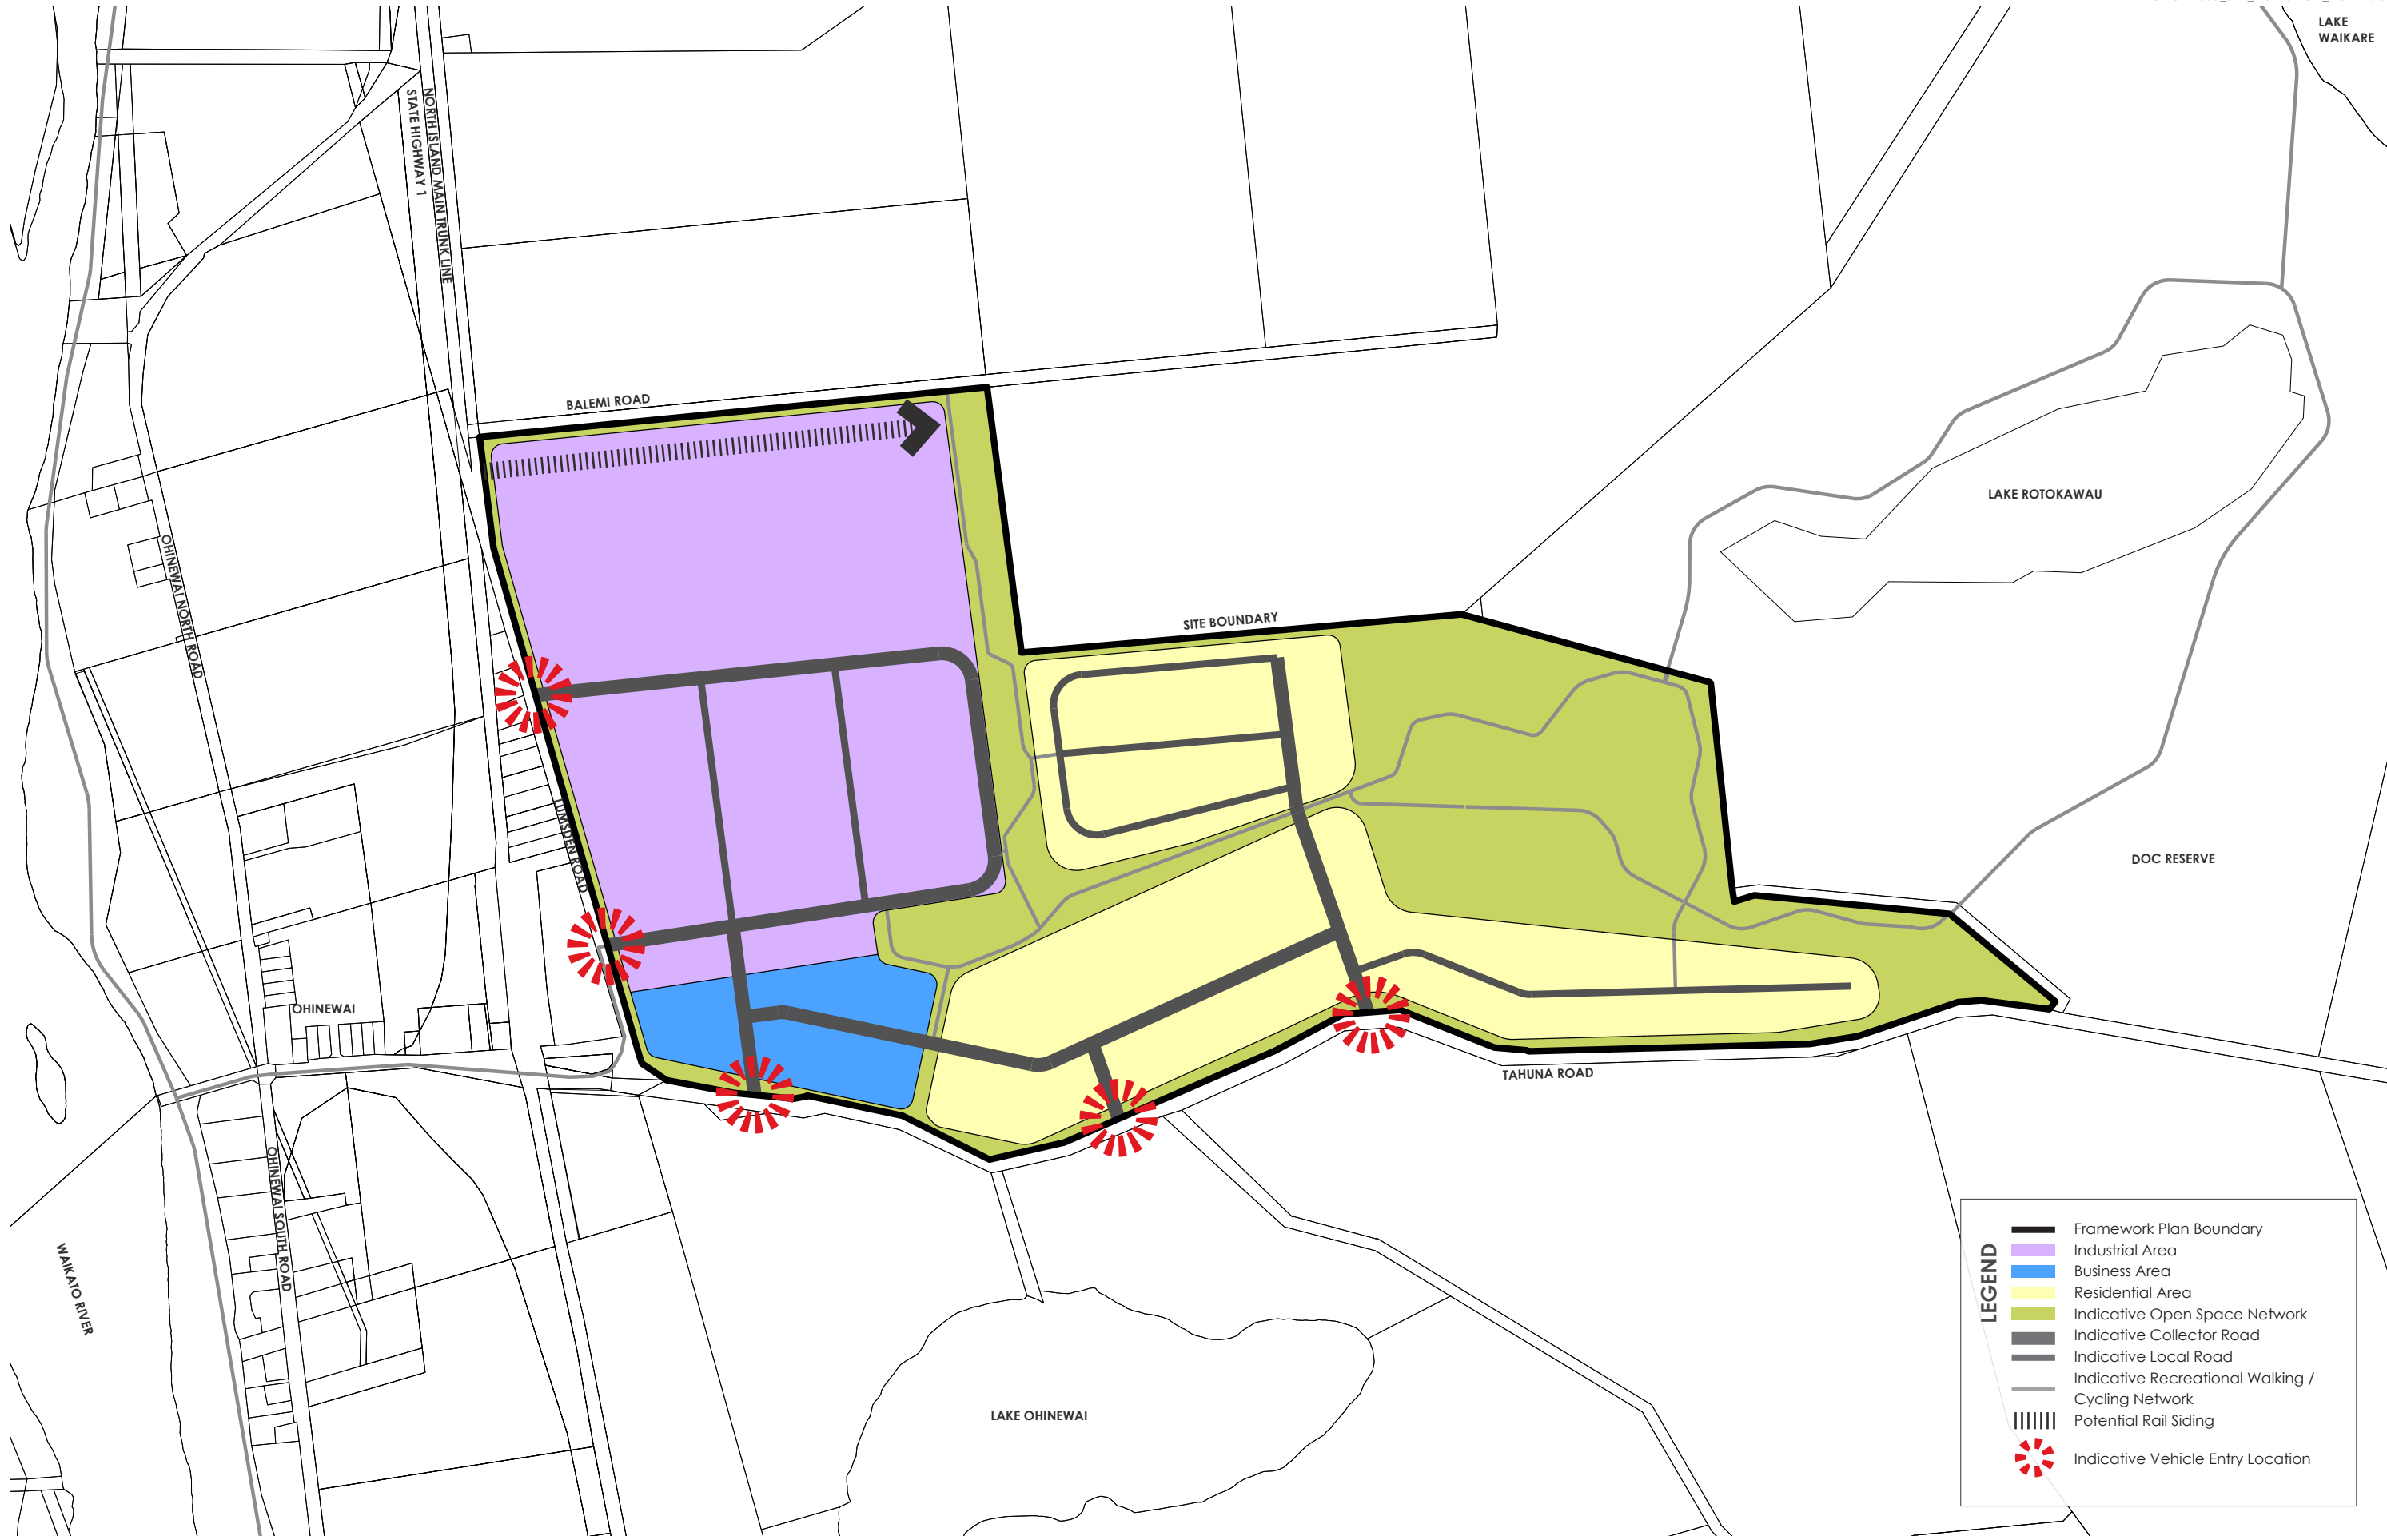 LAKE
WAIKARE
NORTH ISLAND MAIN TRUNK LINE
STATE HIGHWAY 1
BALEMI ROAD
LAKE ROTOKAWAU
OHINEWAI NORTH ROAD
SITE BOUNDARY
LUMSDEN ROAD
DOC RESERVE
OHINEWAI
TAHUNA ROAD
OHINEWAI SOUTH ROAD
WAIKATO RIVER
LAKE OHINEWAI
LEGEND
Framework Plan Boundary
Industrial Area
Business Area
Residential Area
Indicative Open Space Network
Indicative Collector Road
Indicative Local Road
Indicative Recreational Walking /
Cycling Network
Potential Rail Siding
Indicative Vehicle Entry Location